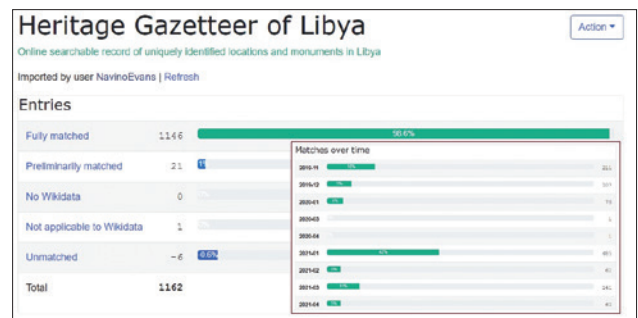 Heritage Gazetteer of Libya
Action
Online searchable record of uniquely identified locations and monuments in Libya
Imported by user NavinoEvans | Refresh
Entries
Fully matched 1146 98.6%
Matches over time
Preliminarily matched 21
2019-11
2019-12
No Wikidata 0
2020-01
2020-03
Not applicable to Wikidata 1
2020-04
2021-01
Unmatched -6 -0.6%
2021-02
Total 1162
2021-03
2021-04